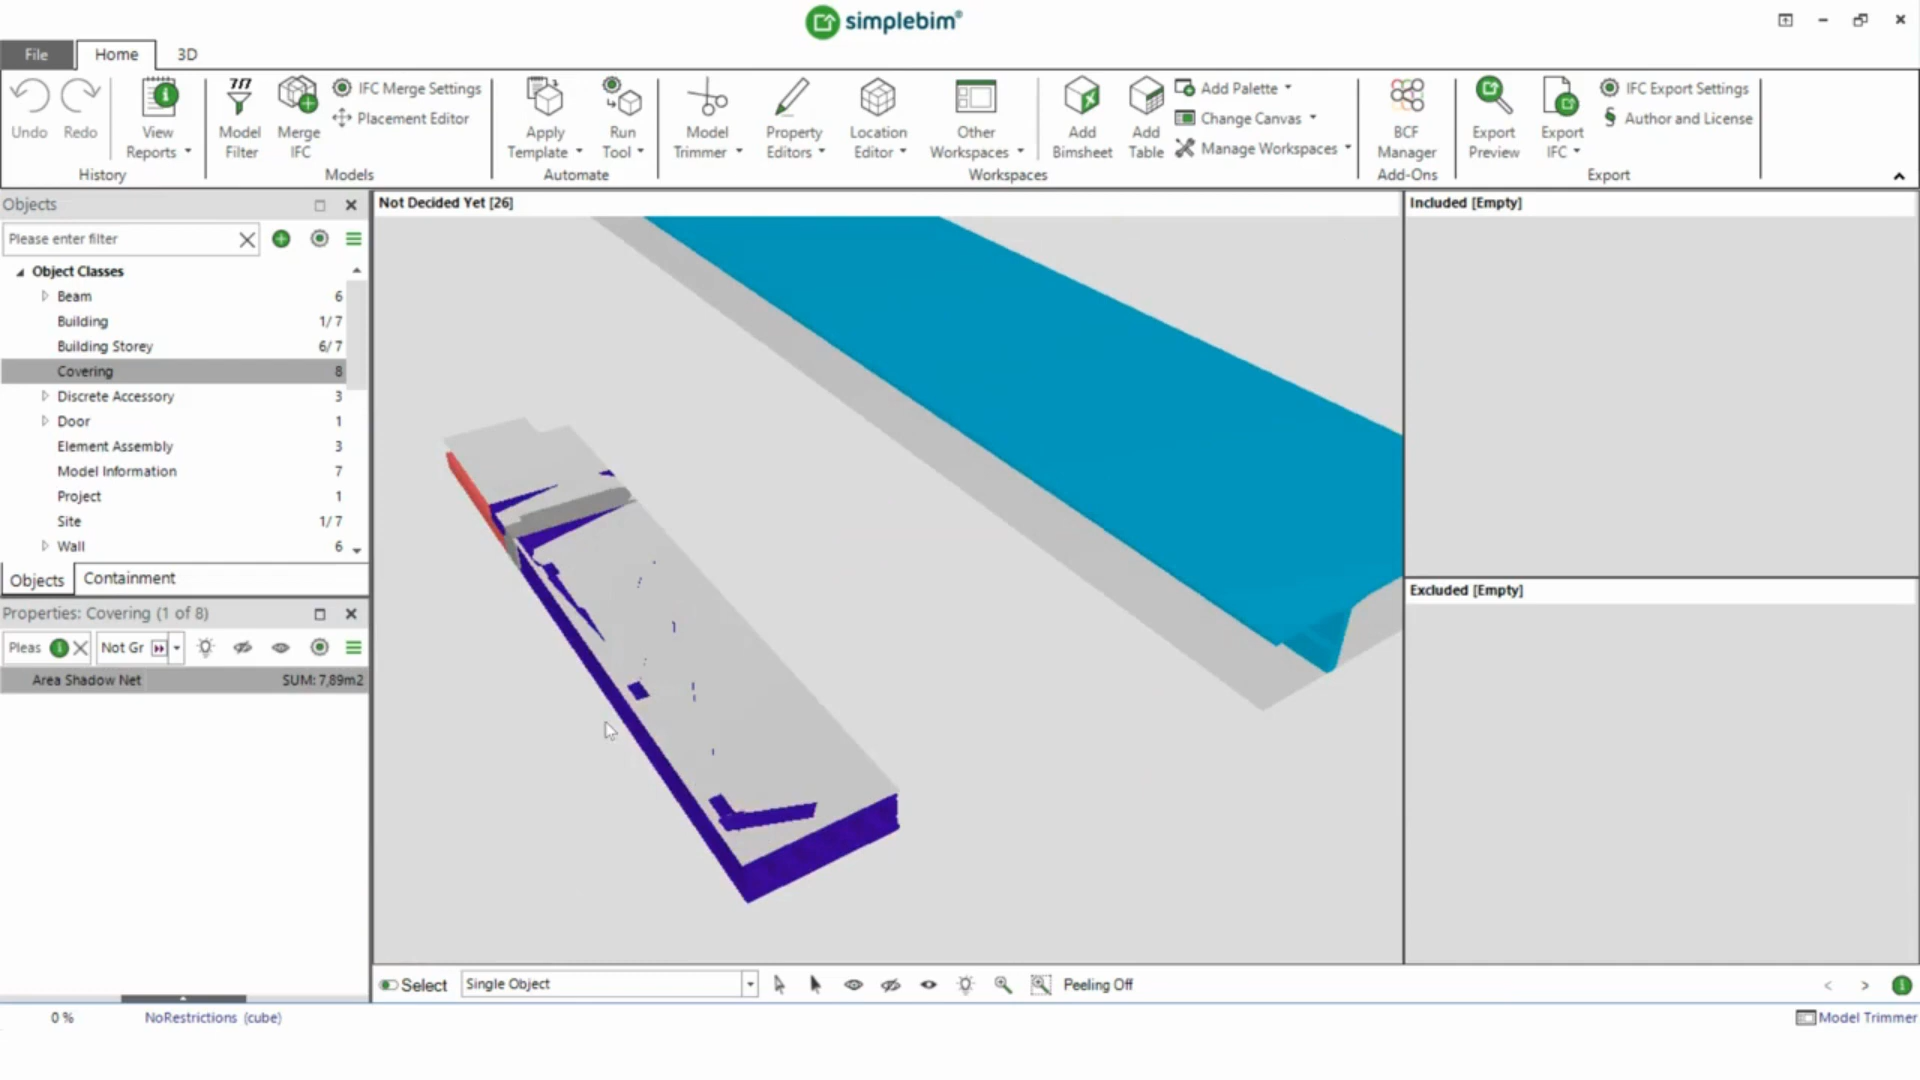 simplebim®
File Home 3D
Undo
Redo
View Reports
History
Model Filter
Merge IFC
IFC Merge Settings
Placement Editor
Models
Apply Template
Run Tool
Automate
Model Trimmer
Property Editors
Location Editor
Other Workspaces
Add Bimsheet
Add Table
Add Palette
Change Canvas
Manage Workspaces
Workspaces
BCF Manager
Add-Ons
Export Preview
Export IFC
IFC Export Settings
Author and License
Export
Objects
Please enter filter
Object Classes
Beam 6
Building 1/7
Building Storey 6/7
Covering 8
Discrete Accessory 3
Door 1
Element Assembly 3
Model Information 7
Project 1
Site 1/7
Wall 6
Objects Containment
Properties: Covering (1 of 8)
Pleas Not Gr
Area Shadow Net SUM: 7,89m2
Not Decided Yet [26]
Included [Empty]
Excluded [Empty]
Select Single Object Peeling Off
0 % NoRestrictions (cube) Model Trimmer